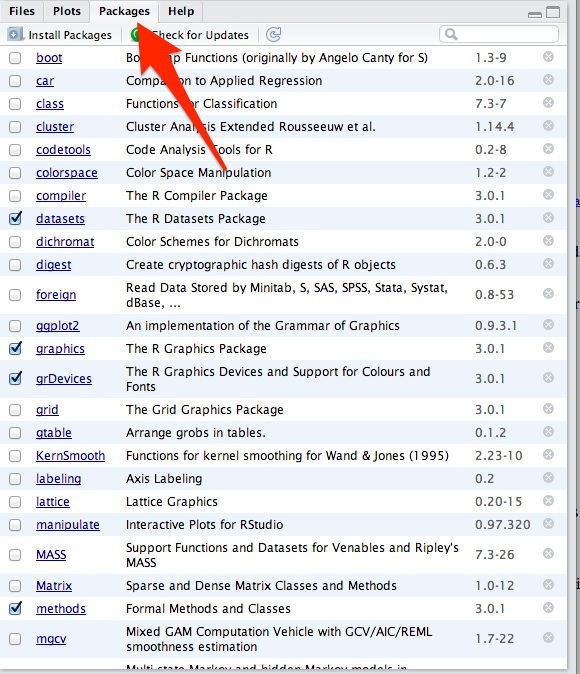 Files Plots Packages Help
Install Packages Check for Updates
boot Functions (originally by Angelo Canty for S) 1.3-9
car to Applied Regression 2.0-16
class Functions Classification 7.3-7
cluster Cluster Extended Rousseeuw et al. 1.14.4
codetools Code Analysis Tools for R 0.2-8
colorspace Color Space Manipulation 1.2-2
compiler The R Compiler Package 3.0.1
datasets The R Datasets Package 3.0.1
dichromat Color Schemes for Dichromats 2.0-0
digest Create cryptographic hash digests of R objects 0.6.3
foreign Read Data Stored by Minitab, S, SAS, SPSS, Stata, Systat, 0.8-53
dBase, ...
ggplot2 An implementation of the Grammar of Graphics 0.9.3.1
graphics The R Graphics Package 3.0.1
grDevices The R Graphics Devices and Support for Colours and 3.0.1
Fonts
grid The Grid Graphics Package 3.0.1
gtable Arrange grobs in tables. 0.1.2
KernSmooth Functions for kernel smoothing for Wand & Jones (1995) 2.23-10
labeling Axis Labeling 0.2
lattice Lattice Graphics 0.20-15
manipulate Interactive Plots for RStudio 0.97.320
MASS Support Functions and Datasets for Venables and Ripley's 7.3-26
MASS
Matrix Sparse and Dense Matrix Classes and Methods 1.0-12
methods Formal Methods and Classes 3.0.1
mgcv Mixed GAM Computation Vehicle with GCV/AIC/REML 1.7-22
smoothness estimation
Multi-state Markov and hidden Markov models in